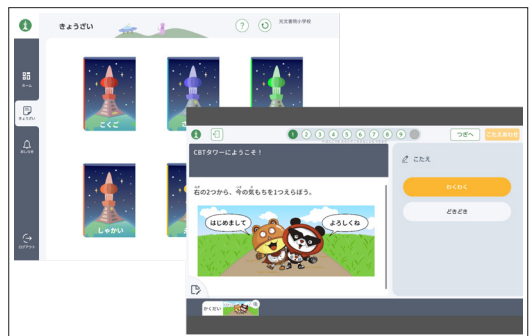 きょうざい
?
光文書院小学校
ホーム
きょうざい
おしらせ
ログアウト
こくご
しゃかい
1 2 3 4 5 6 7 8 9
つぎへ
こたえあわせ
CBTタワーにようこそ！
右の2つから、今の気もちを1つえらぼう。
はじめまして
よろしくね
こたえ
わくわく
どきどき
かくだい